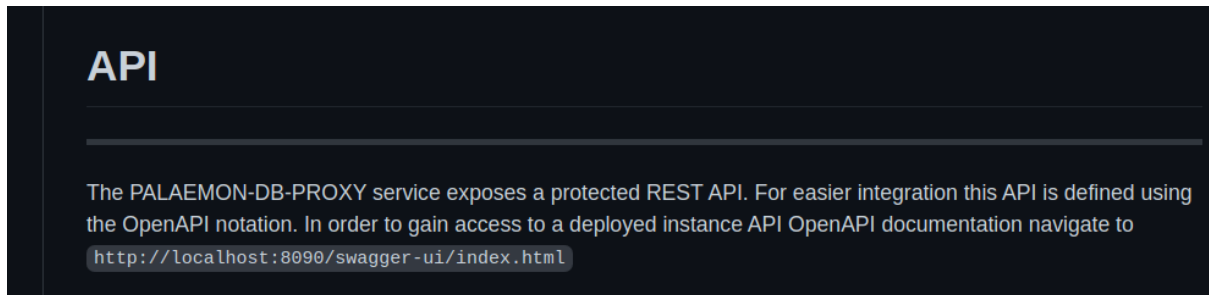 API
The PALAEMON-DB-PROXY service exposes a protected REST API. For easier integration this API is defined using
the OpenAPI notation. In order to gain access to a deployed instance API OpenAPI documentation navigate to
http://localhost:8090/swagger-ui/index.html